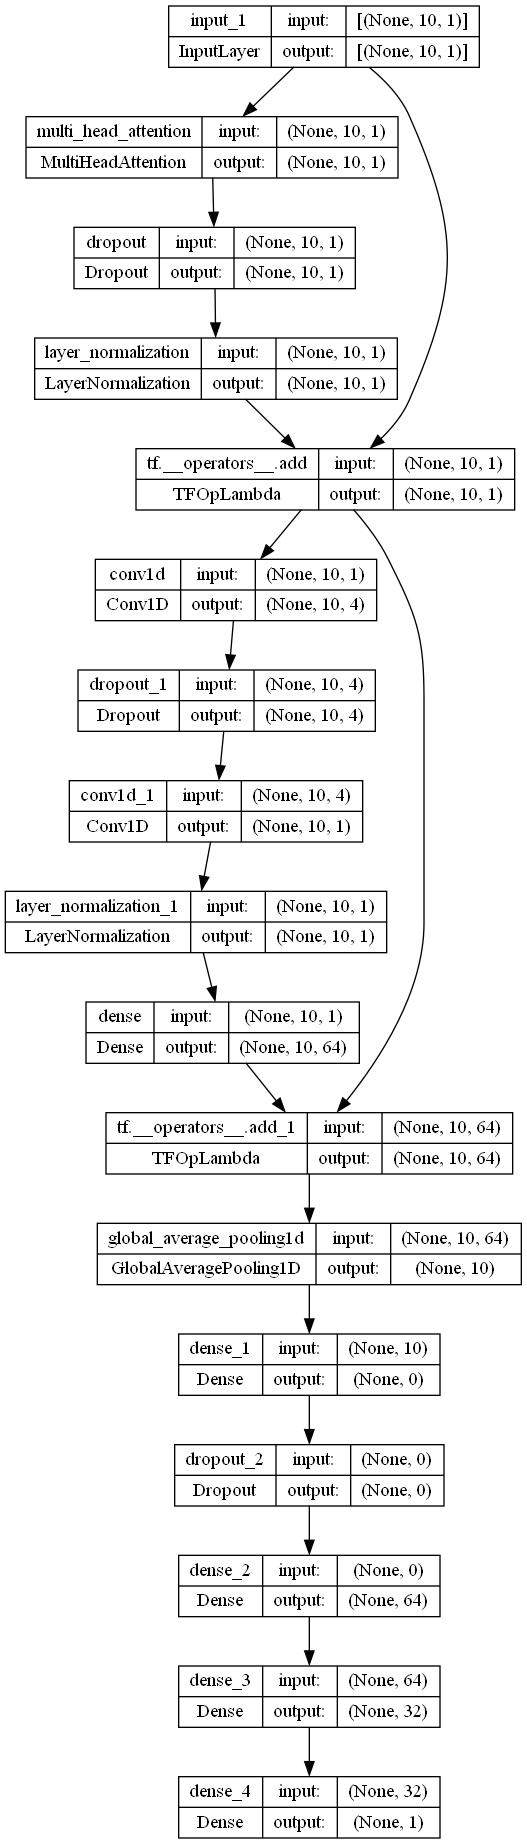 input_1 input: [(None, 10, 1)]
InputLayer output: [(None, 10, 1)]
multi_head_attention input: (None, 10, 1)
MultiHeadAttention output: (None, 10, 1)
dropout input: (None, 10, 1)
Dropout output: (None, 10, 1)
layer_normalization input: (None, 10, 1)
LayerNormalization output: (None, 10, 1)
tf.__operators__.add input: (None, 10, 1)
TFOpLambda output: (None, 10, 1)
conv1d input: (None, 10, 1)
Conv1D output: (None, 10, 4)
dropout_1 input: (None, 10, 4)
Dropout output: (None, 10, 4)
conv1d_1 input: (None, 10, 4)
Conv1D output: (None, 10, 1)
layer_normalization_1 input: (None, 10, 1)
LayerNormalization output: (None, 10, 1)
dense input: (None, 10, 1)
Dense output: (None, 10, 64)
tf.__operators__.add_1 input: (None, 10, 64)
TFOpLambda output: (None, 10, 64)
global_average_pooling1d input: (None, 10, 64)
GlobalAveragePooling1D output: (None, 10)
dense_1 input: (None, 10)
Dense output: (None, 0)
dropout_2 input: (None, 0)
Dropout output: (None, 0)
dense_2 input: (None, 0)
Dense output: (None, 64)
dense_3 input: (None, 64)
Dense output: (None, 32)
dense_4 input: (None, 32)
Dense output: (None, 1)